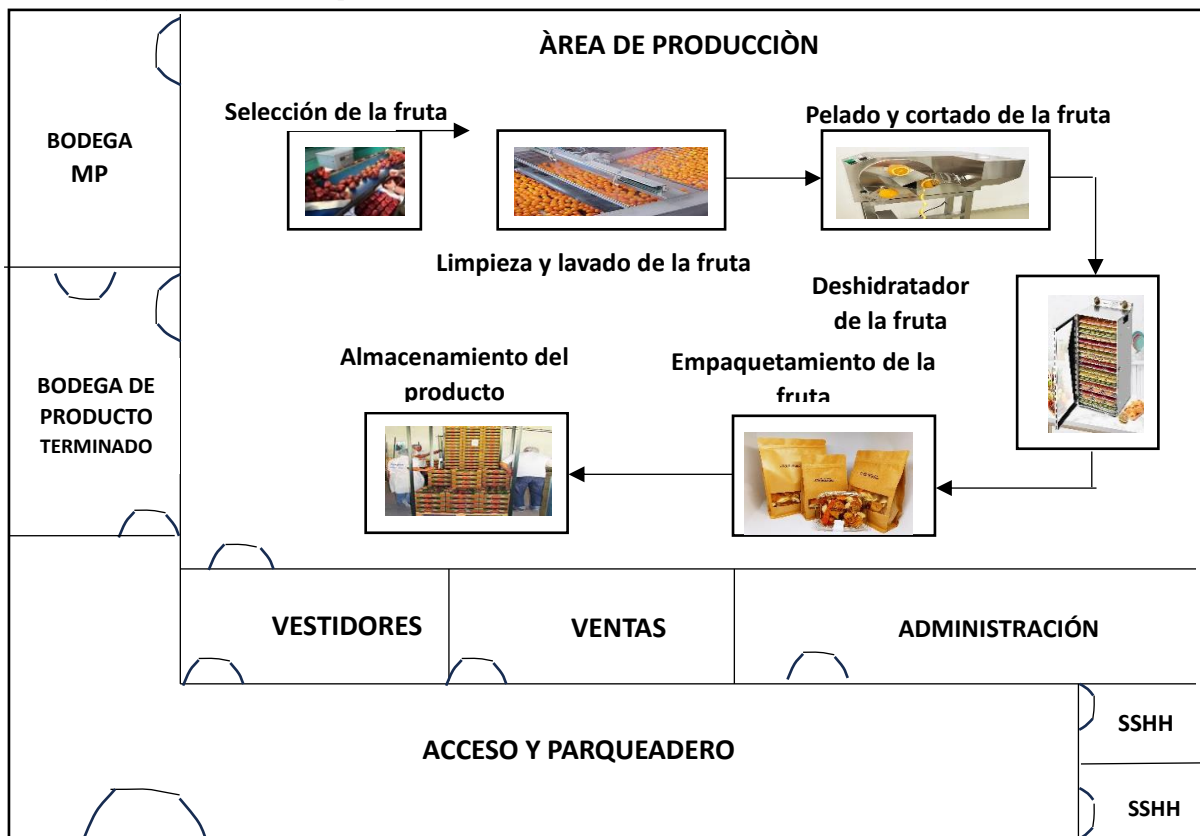 ÀREA DE PRODUCCIÒN
Selección de la fruta
Pelado y cortado de la fruta
BODEGA
MP
Limpieza y lavado de la fruta
Deshidratador
de la fruta
Almacenamiento del
producto
Empaquetamiento de la
fruta
BODEGA DE
PRODUCTO
TERMINADO
VESTIDORES
VENTAS
ADMINISTRACIÓN
ACCESO Y PARQUEADERO
SSHH
SSHH